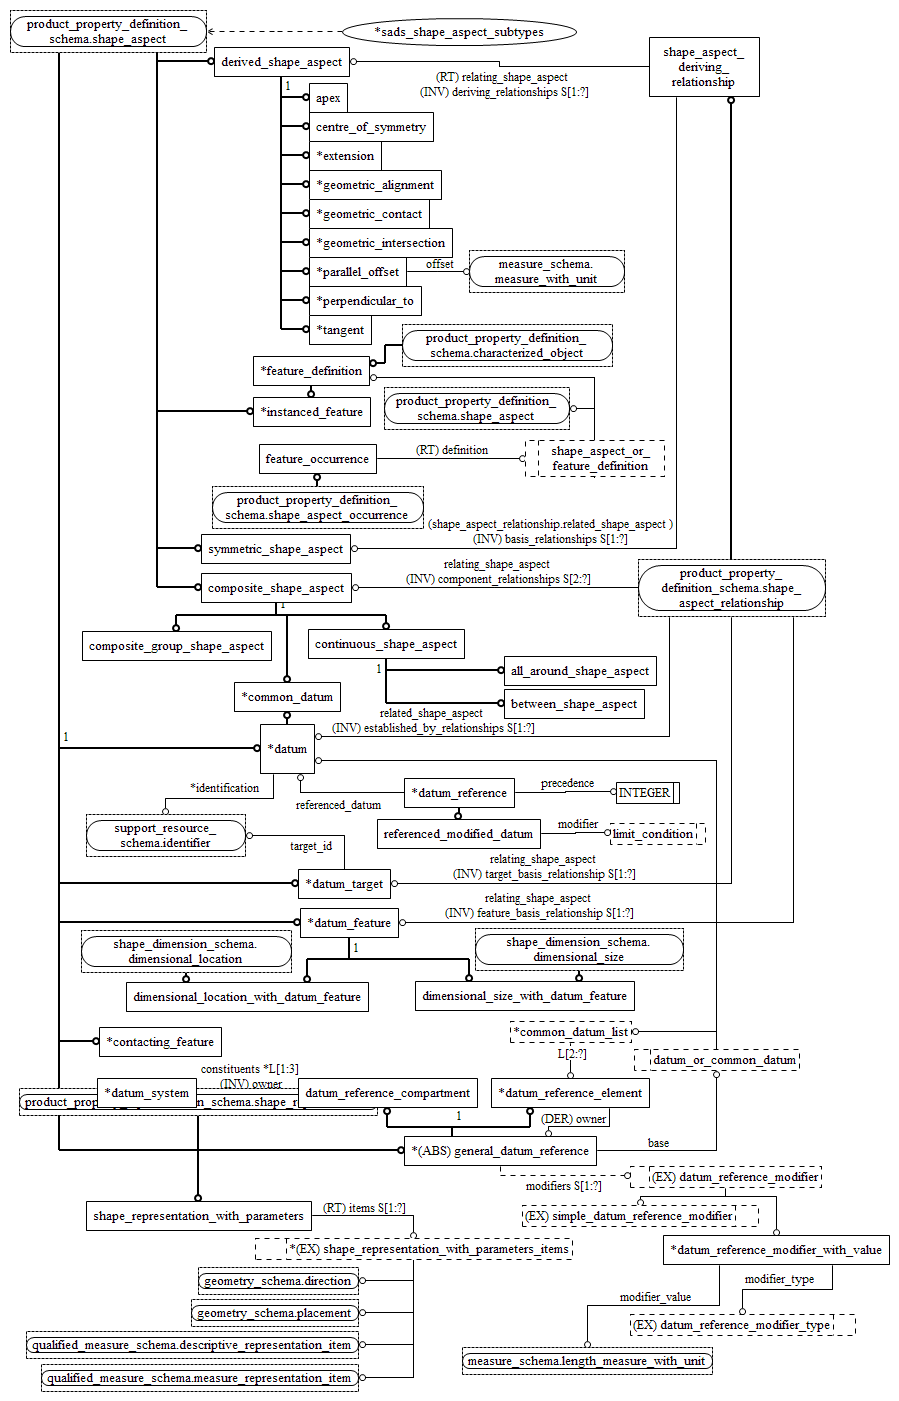 product_property_definition_
schema.shape_aspect
*sads_shape_aspect_subtypes
derived_shape_aspect
shape_aspect_
deriving_
relationship
(RT) relating_shape_aspect
(INV) deriving_relationships S[1:?]
1
apex
centre_of_symmetry
*extension
*geometric_alignment
*geometric_contact
*geometric_intersection
*parallel_offset
offset
measure_schema.
measure_with_unit
*perpendicular_to
*tangent
product_property_definition_
schema.characterized_object
*feature_definition
*instanced_feature
product_property_definition_
schema.shape_aspect
feature_occurrence
(RT) definition
shape_aspect_or_
feature_definition
product_property_definition_
schema.shape_aspect_occurrence
(shape_aspect_relationship.related_shape_aspect )
(INV) basis_relationships S[1:?]
symmetric_shape_aspect
relating_shape_aspect
(INV) component_relationships S[2:?]
composite_shape_aspect
product_property_
definition_schema.shape_
aspect_relationship
1
composite_group_shape_aspect
continuous_shape_aspect
1
all_around_shape_aspect
*common_datum
between_shape_aspect
related_shape_aspect
(INV) established_by_relationships S[1:?]
1
*datum
*identification
referenced_datum
*datum_reference
precedence
INTEGER
support_resource_
schema.identifier
target_id
referenced_modified_datum
modifier
limit_condition
relating_shape_aspect
(INV) target_basis_relationship S[1:?]
*datum_target
relating_shape_aspect
(INV) feature_basis_relationship S[1:?]
*datum_feature
1
shape_dimension_schema.
dimensional_location
shape_dimension_schema.
dimensional_size
dimensional_location_with_datum_feature
dimensional_size_with_datum_feature
*contacting_feature
*common_datum_list
L[2:?]
datum_or_common_datum
constituents *L[1:3]
(INV) owner
*datum_system
datum_reference_compartment
*datum_reference_element
1
(DER) owner
*(ABS) general_datum_reference
base
modifiers S[1:?]
(EX) datum_reference_modifier
shape_representation_with_parameters
(RT) items S[1:?]
(EX) simple_datum_reference_modifier
*(EX) shape_representation_with_parameters_items
*datum_reference_modifier_with_value
geometry_schema.direction
modifier_type
modifier_value
geometry_schema.placement
(EX) datum_reference_modifier_type
qualified_measure_schema.descriptive_representation_item
measure_schema.length_measure_with_unit
qualified_measure_schema.measure_representation_item